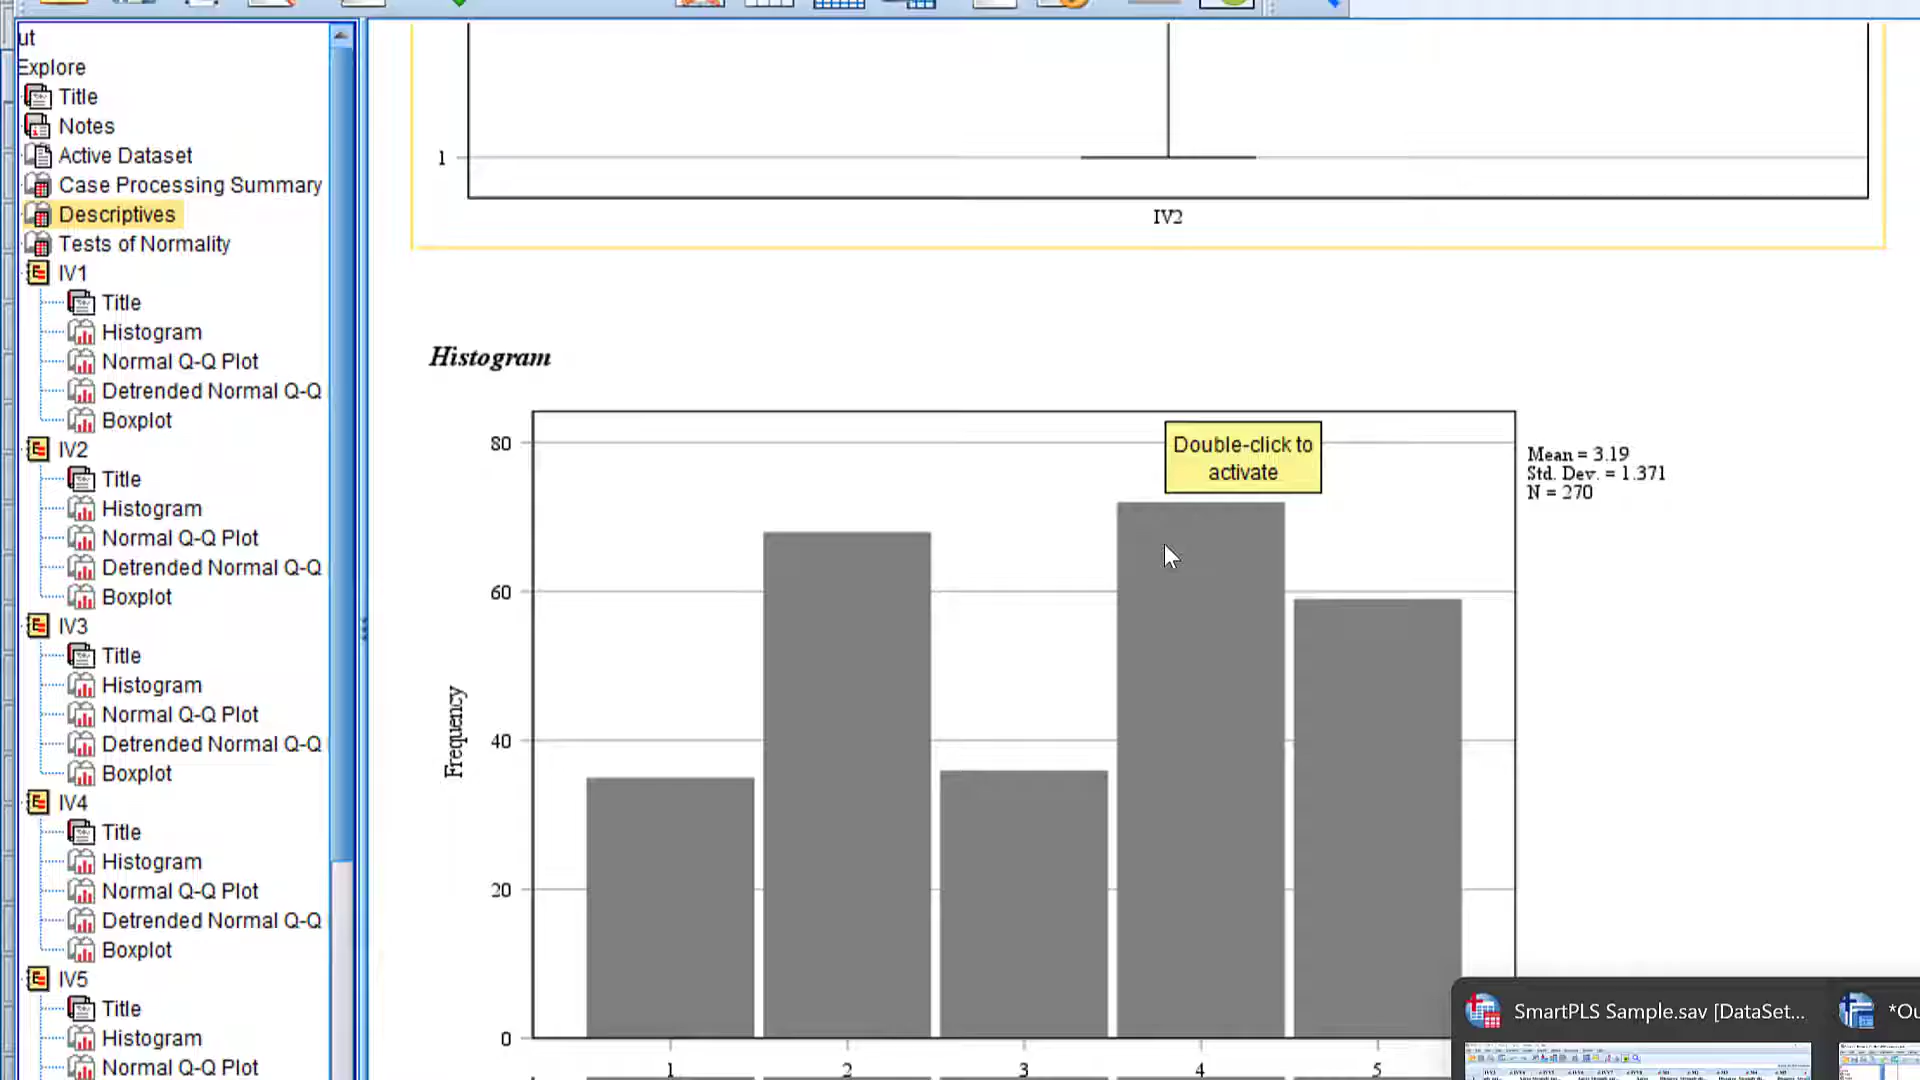 ut
Explore
Title
Notes
Active Dataset
Case Processing Summary
Descriptives
Tests of Normality
IV1
Title
Histogram
Normal Q-Q Plot
Detrended Normal Q-Q
Boxplot
IV2
Title
Histogram
Normal Q-Q Plot
Detrended Normal Q-Q
Boxplot
IV3
Title
Histogram
Normal Q-Q Plot
Detrended Normal Q-Q
Boxplot
IV4
Title
Histogram
Normal Q-Q Plot
Detrended Normal Q-Q
Boxplot
IV5
Title
Histogram
Normal Q-Q Plot
1
IV2
Histogram
80
60
40
20
0
Frequency
1 2 3 4 5
Double-click to
activate
Mean = 3.19
Std. Dev. = 1.371
N = 270
SmartPLS Sample.sav [DataSet...
*Ou